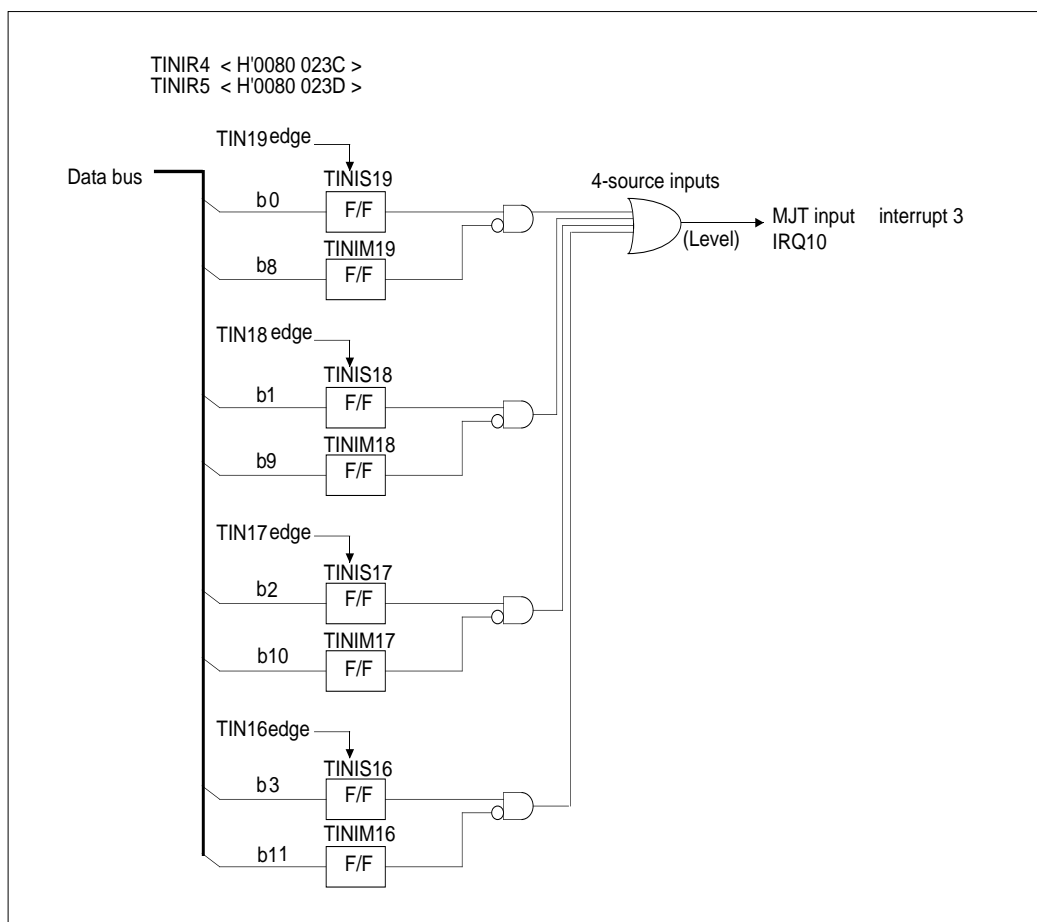 TINIR4 < H'0080 023C >
TINIR5 < H'0080 023D >
TIN19 edge
Data bus
TINIS19
b0
F/F
TINIM19
b8
F/F
4-source inputs
(Level)
MJT input interrupt 3
IRQ10
TIN18 edge
TINIS18
b1
F/F
TINIM18
b9
F/F
TIN17 edge
TINIS17
b2
F/F
TINIM17
b10
F/F
TIN16 edge
TINIS16
b3
F/F
TINIM16
b11
F/F